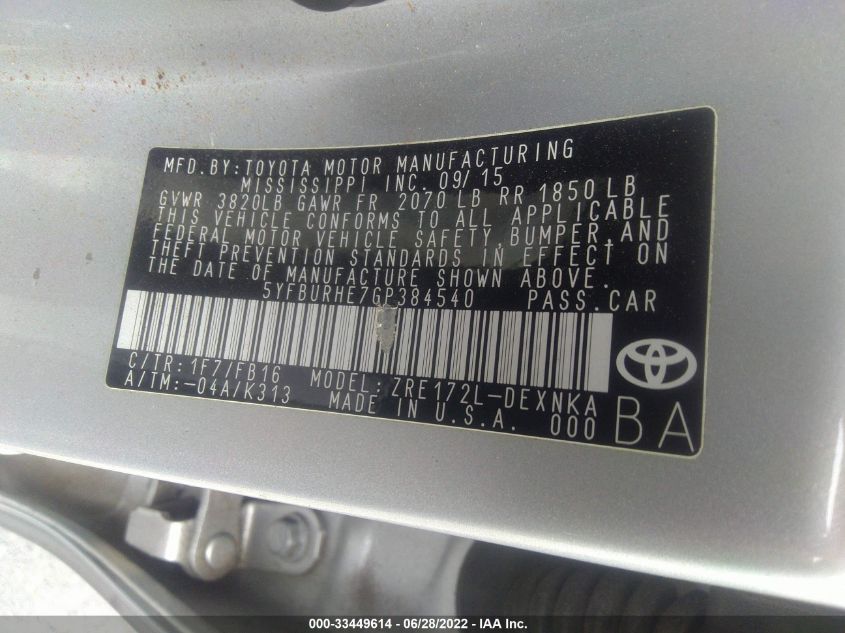 MFD. BY: TOYOTA MOTOR MANUFACTURING
MISSISSIPPI INC. 09/15
GVWR 3820LB GAWR FR 2070 LB RR 1850 LB
THIS VEHICLE CONFORMS TO ALL APPLICABLE
FEDERAL MOTOR VEHICLE SAFETY, BUMPER, AND
THEFT PREVENTION STANDARDS IN EFFECT ON
THE DATE OF MANUFACTURE SHOWN ABOVE.
5YFBURHE7GP384540 PASS. CAR
C/TR: 1F7/FB16 MODEL: ZRE172L-DEXNKA
A/TM: -04A/K313 MADE IN U.S.A. 000
BA
000-33449614 - 06/28/2022 - IAA Inc.